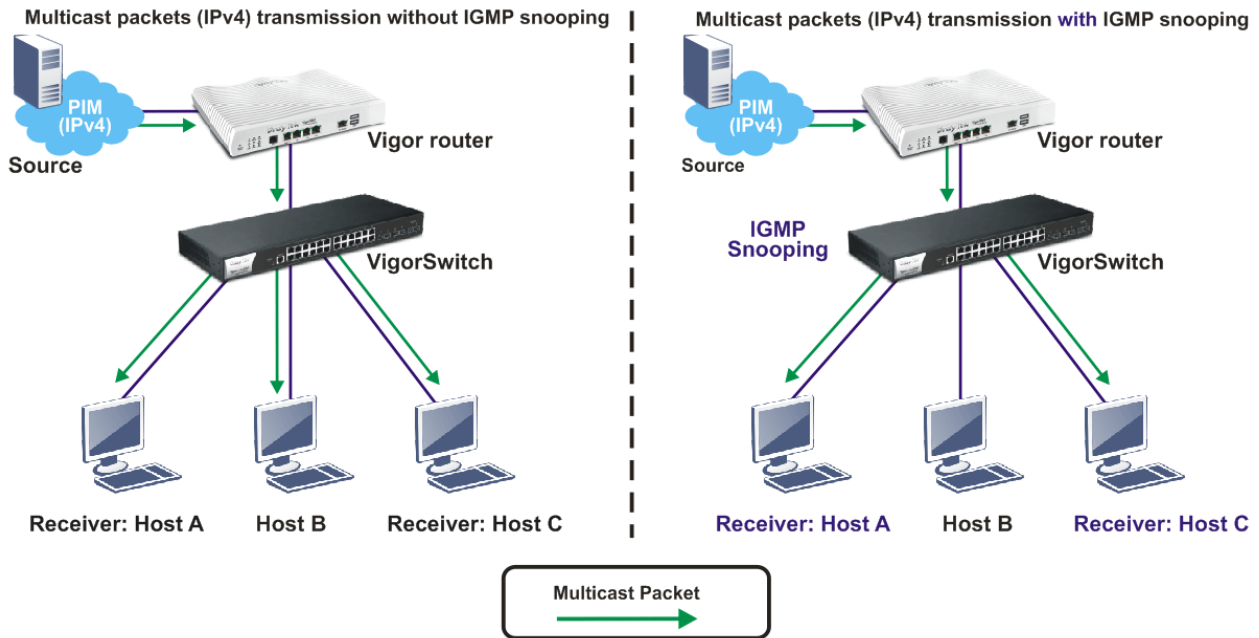 Multicast packets (IPv4) transmission without IGMP snooping
PIM
(IPv4)
Source
Vigor router
VigorSwitch
Receiver: Host A
Host B
Receiver: Host C
Multicast packets (IPv4) transmission with IGMP snooping
PIM
(IPv4)
Source
Vigor router
IGMP
Snooping
VigorSwitch
Receiver: Host A
Host B
Receiver: Host C
Multicast Packet